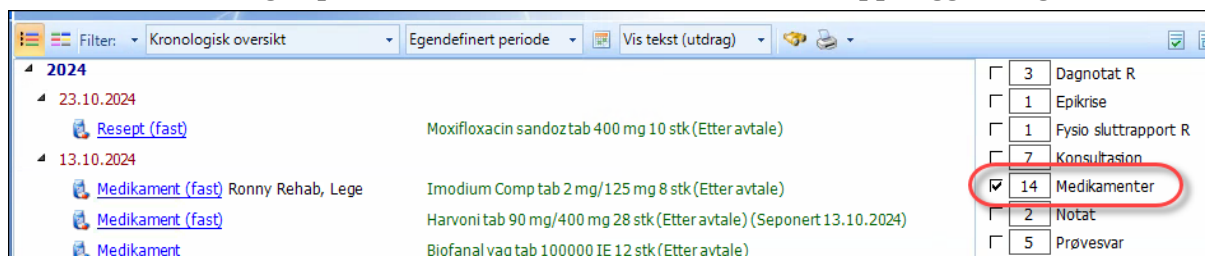 Filter: Kronologisk oversikt Egendefinert periode Vis tekst (utdrag)
2024
23.10.2024
Resept (fast) Moxifloxacin sandoz tab 400 mg 10 stk (Etter avtale)
13.10.2024
Medikament (fast) Ronny Rehab, Lege Imodium Comp tab 2 mg/125 mg 8 stk (Etter avtale)
Medikament (fast) Harvoni tab 90 mg/400 mg 28 stk (Etter avtale) (Seponert 13.10.2024)
Medikament Biofanal vag tab 100000 IE 12 stk (Etter avtale)
3 Dagnotat R
1 Epikrise
1 Fysio sluttrapport R
7 Konsultasjon
14 Medikamenter
2 Notat
5 Prøvesvar